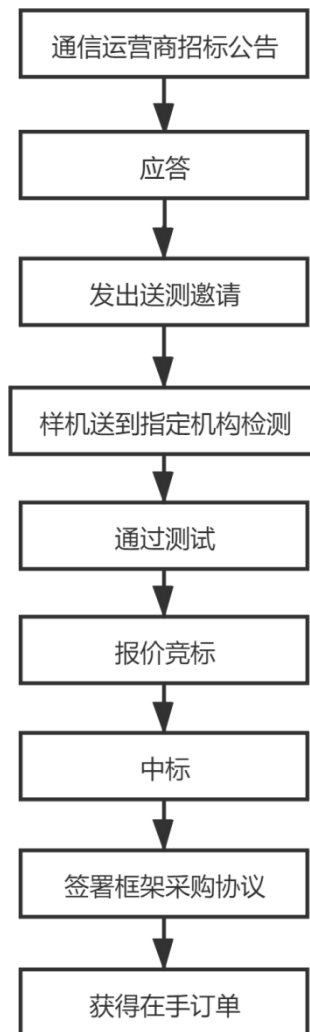 通信运营商招标公告
应答
发出送测邀请
样机送到指定机构检测
通过测试
报价竞标
中标
签署框架采购协议
获得在手订单